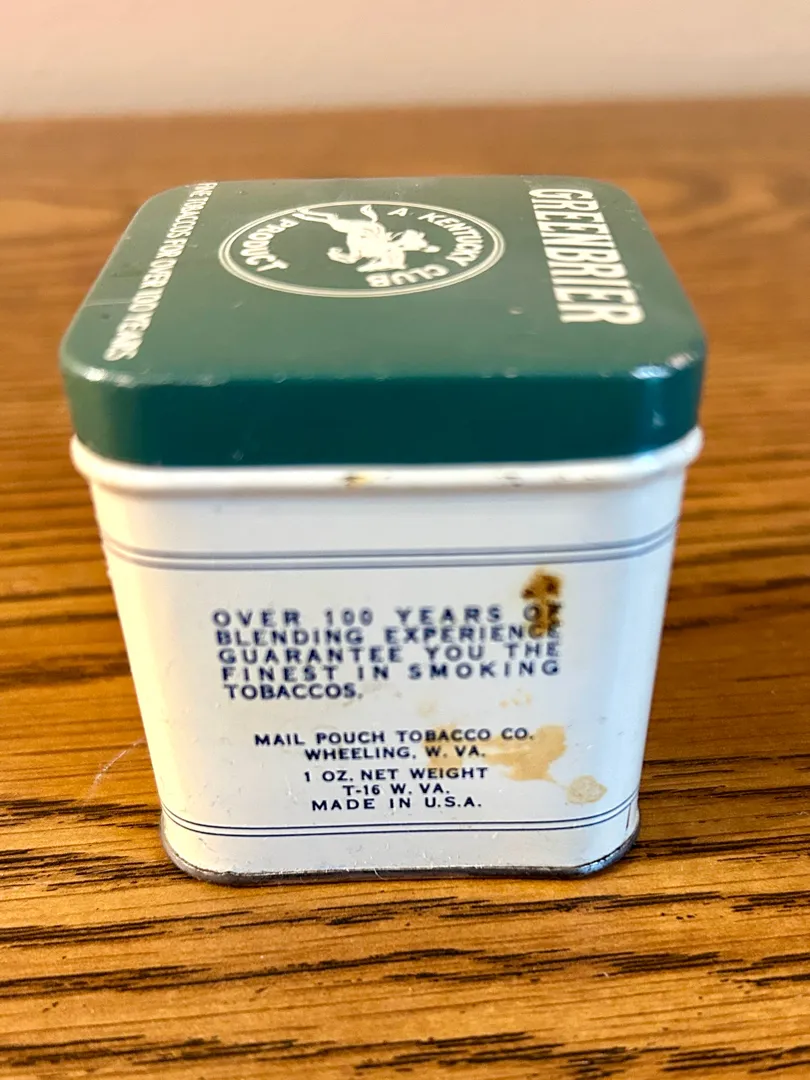 GREENBRIER
A KENTUCKY CLUB
PRODUCT
FINE TOBACCOS FOR OVER 100 YEARS
OVER 100 YEARS OF
BLENDING EXPERIENCE
GUARANTEE YOU THE
FINEST IN SMOKING
TOBACCOS.
MAIL POUCH TOBACCO CO.
WHEELING, W. VA.
1 OZ. NET WEIGHT
T-16 W. VA.
MADE IN U.S.A.